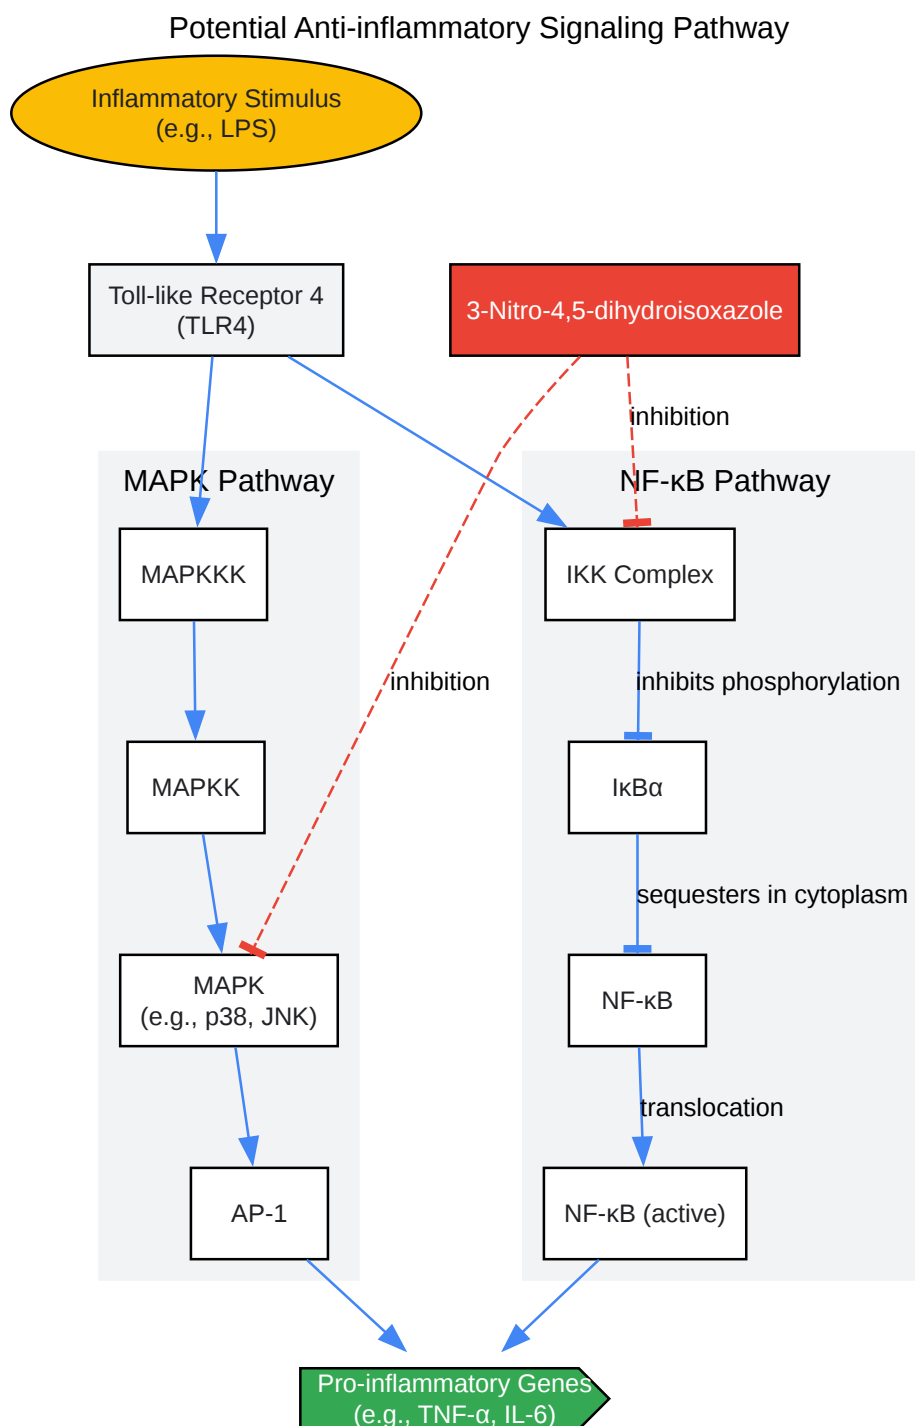 Potential Anti-inflammatory Signaling Pathway
Inflammatory Stimulus
(e.g., LPS)
Toll-like Receptor 4
(TLR4)
3-Nitro-4,5-dihydroisoxazole
inhibition
MAPK Pathway
NF-κB Pathway
MAPKKK
IKK Complex
inhibition
inhibits phosphorylation
MAPKK
IκBα
sequesters in cytoplasm
MAPK
(e.g., p38, JNK)
NF-κB
translocation
AP-1
NF-κB (active)
Pro-inflammatory Genes
(e.g., TNF-α, IL-6)